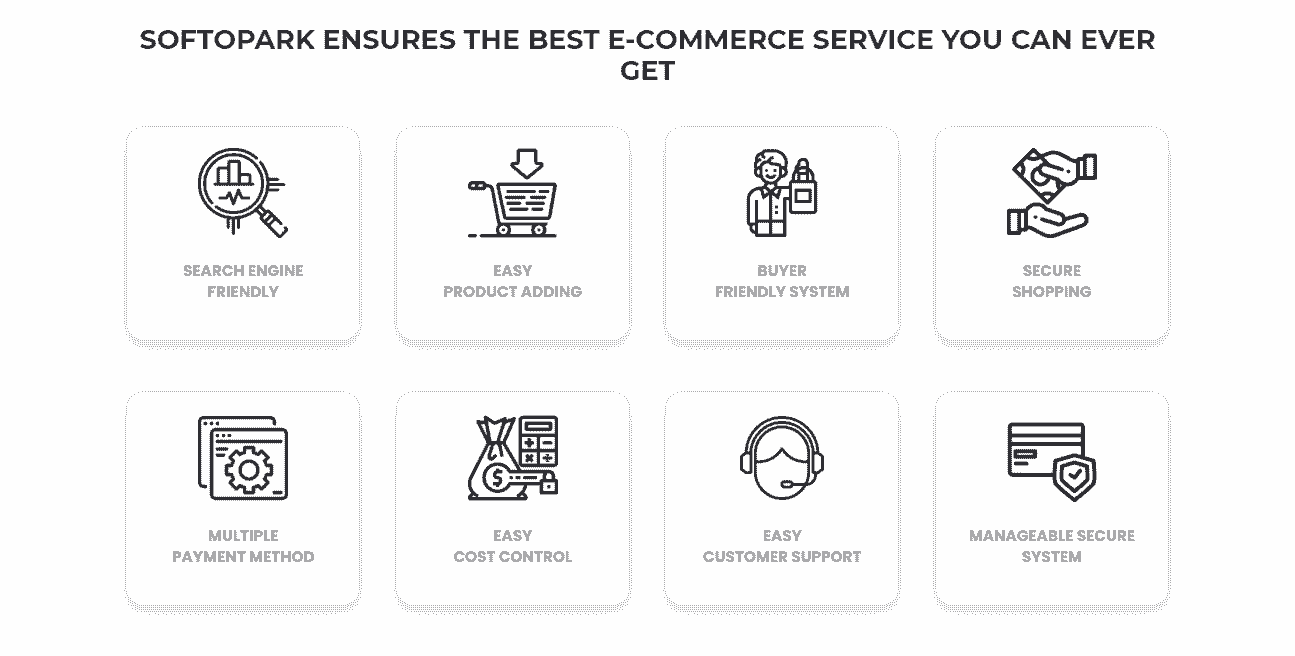 SOFTOPARK ENSURES THE BEST E-COMMERCE SERVICE YOU CAN EVER
GET
SEARCH ENGINE
FRIENDLY
EASY
PRODUCT ADDING
BUYER
FRIENDLY SYSTEM
SECURE
SHOPPING
MULTIPLE
PAYMENT METHOD
$
EASY
COST CONTROL
EASY
CUSTOMER SUPPORT
MANAGEABLE SECURE
SYSTEM